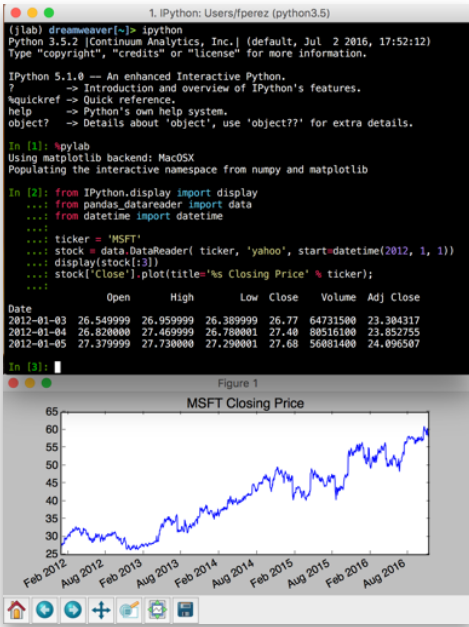 1. IPython: Users/fperez (python3.5)
(jlab) dreamweaver[~]> ipython
Python 3.5.2 |Continuum Analytics, Inc.| (default, Jul  2 2016, 17:52:12)
Type "copyright", "credits" or "license" for more information.
IPython 5.1.0 -- An enhanced Interactive Python.
?         -> Introduction and overview of IPython's features.
%quickref -> Quick reference.
help      -> Python's own help system.
object?   -> Details about 'object', use 'object??' for extra details.
In [1]: %pylab
Using matplotlib backend: MacOSX
Populating the interactive namespace from numpy and matplotlib
In [2]: from IPython.display import display
   ...: from pandas_datareader import data
   ...: from datetime import datetime
   ...:
   ...: ticker = 'MSFT'
   ...: stock = data.DataReader( ticker, 'yahoo', start=datetime(2012, 1, 1))
   ...: display(stock[:3])
   ...: stock['Close'].plot(title='%s Closing Price' % ticker);
   ...:
Open High Low Close Volume Adj Close
Date
2012-01-03 26.549999 26.959999 26.389999 26.77 64731500 23.304317
2012-01-04 26.820000 27.469999 26.780001 27.40 80516100 23.852755
2012-01-05 27.379999 27.730000 27.290001 27.68 56081400 24.096507
In [3]:
Figure 1
MSFT Closing Price
65
60
55
50
45
40
35
30
25
Feb 2012 Aug 2012 Feb 2013 Aug 2013 Feb 2014 Aug 2014 Feb 2015 Aug 2015 Feb 2016 Aug 2016